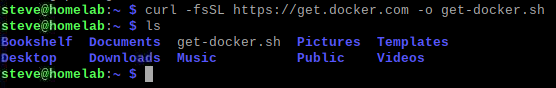 steve@homelab:~ $ curl -fsSL https://get.docker.com -o get-docker.sh
steve@homelab:~ $ ls
Bookshelf  Documents  get-docker.sh  Pictures  Templates
Desktop    Downloads  Music          Public    Videos
steve@homelab:~ $